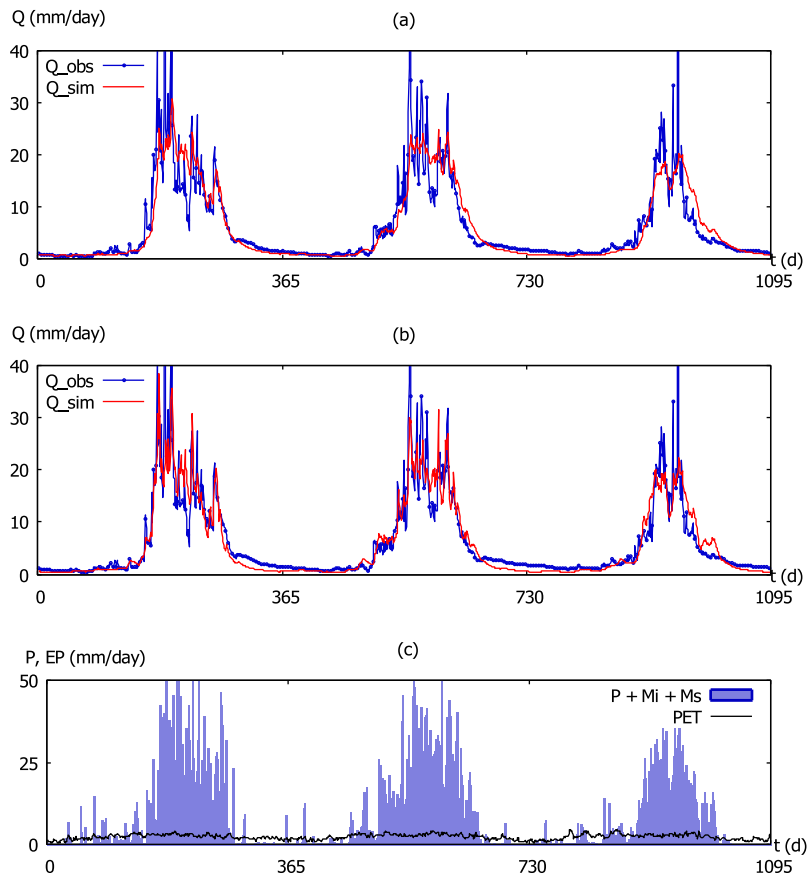 Q (mm/day)
(a)
40
30
20
10
0
Q_obs
Q_sim
t (d)
0
365
730
1095
Q (mm/day)
(b)
40
30
20
10
0
Q_obs
Q_sim
t (d)
0
365
730
1095
P, EP (mm/day)
(c)
50
25
0
P + Mi + Ms
PET
t (d)
0
365
730
1095